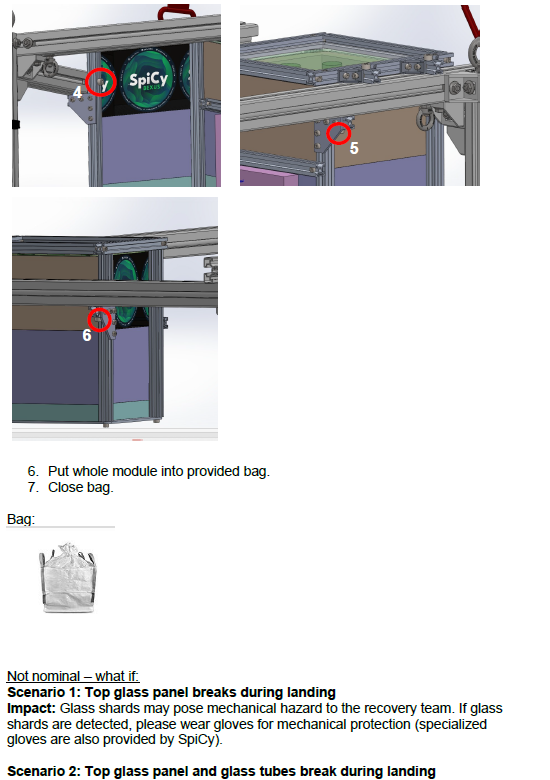 y
SpiCy
BEXUS
4
5
6
6. Put whole module into provided bag.
7. Close bag.
Bag:
Not nominal – what if:
Scenario 1: Top glass panel breaks during landing
Impact: Glass shards may pose mechanical hazard to the recovery team. If glass
shards are detected, please wear gloves for mechanical protection (specialized
gloves are also provided by SpiCy).
Scenario 2: Top glass panel and glass tubes break during landing